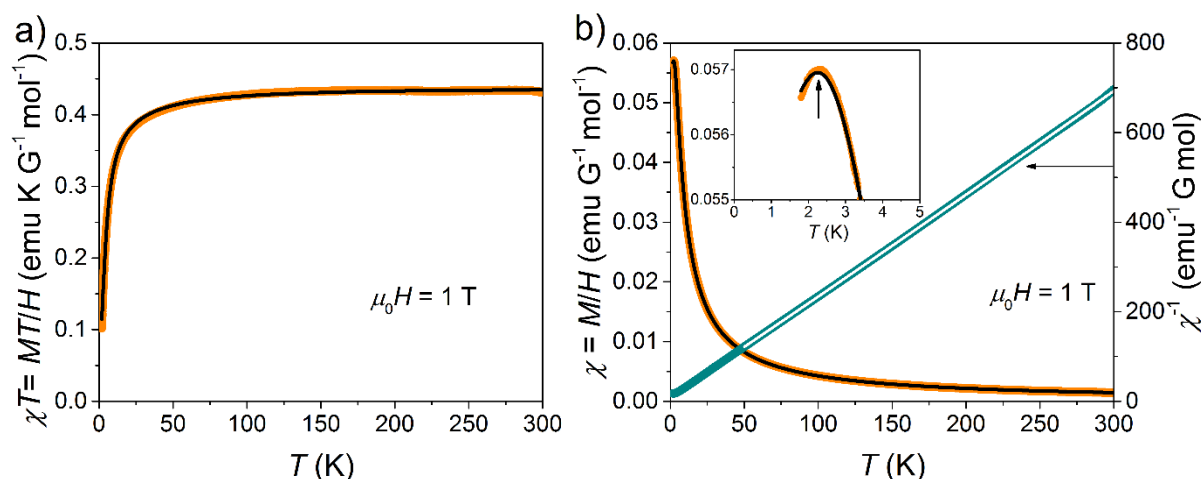 a)
χT = MT/H (emu K G⁻¹ mol⁻¹)
0.5
0.4
0.3
0.2
0.1
0.0
μ₀H = 1 T
0 50 100 150 200 250 300
T (K)
b)
χ = M/H (emu G⁻¹ mol⁻¹)
0.06
0.05
0.04
0.03
0.02
0.01
0.00
0.057
0.056
0.055
0 1 2 3 4 5
T (K)
μ₀H = 1 T
0 50 100 150 200 250 300
T (K)
800
600
400
200
0
χ⁻¹ (emu⁻¹ G mol)